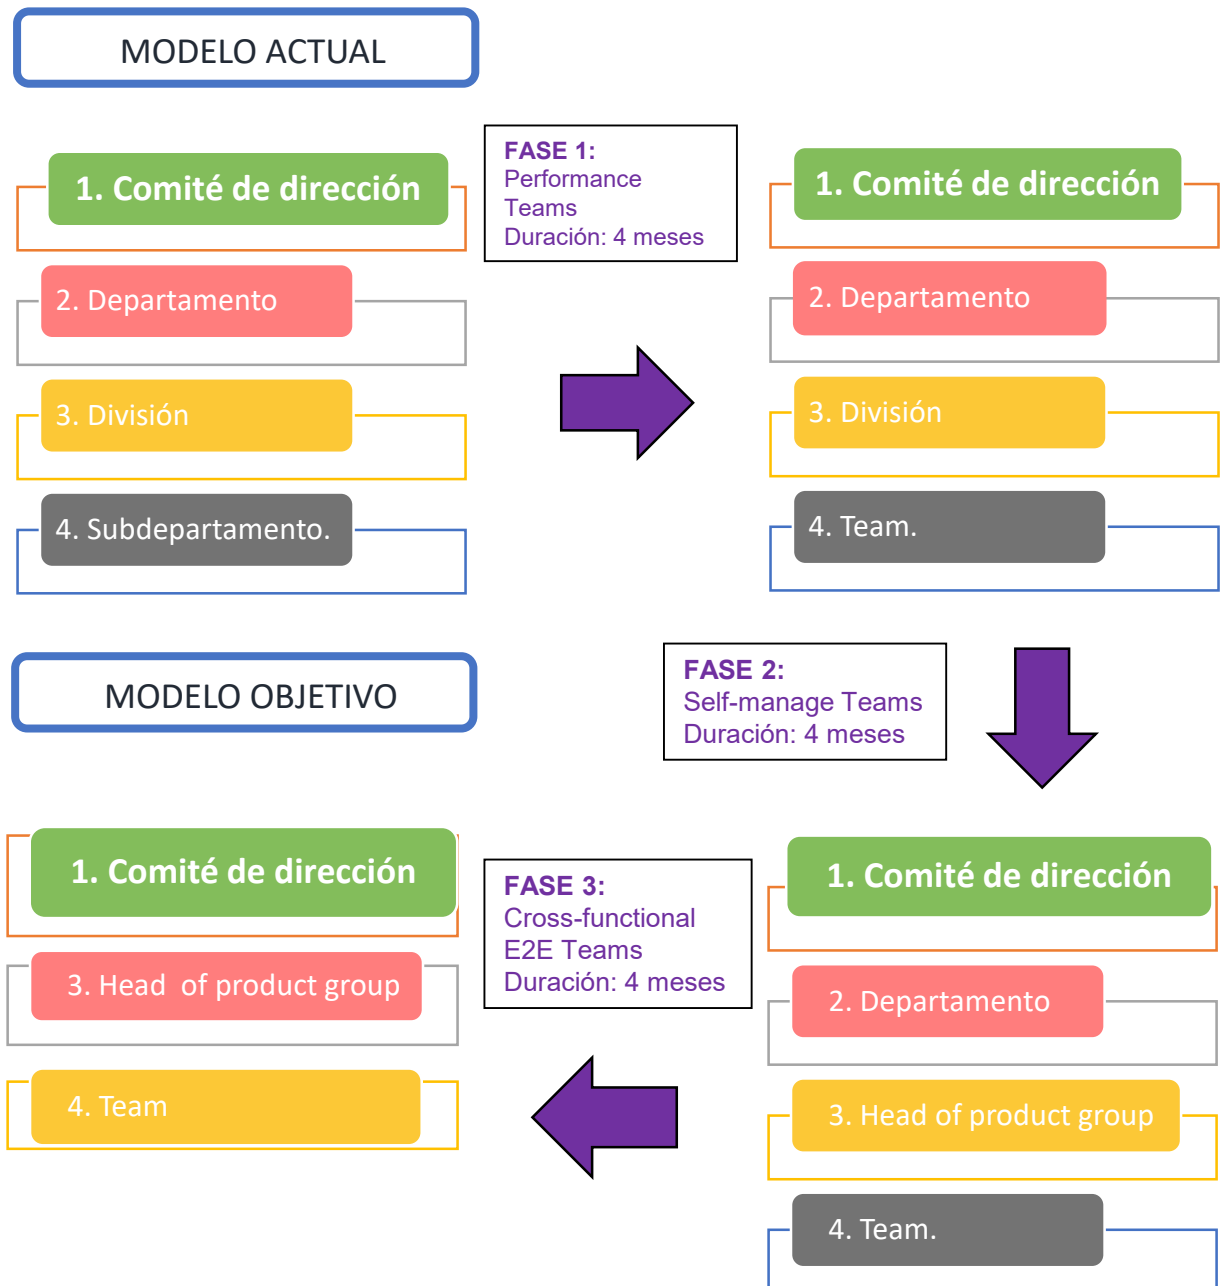 MODELO ACTUAL
1. Comité de dirección
2. Departamento
3. División
4. Subdepartamento.
FASE 1:
Performance
Teams
Duración: 4 meses
1. Comité de dirección
2. Departamento
3. División
4. Team.
FASE 2:
Self-manage Teams
Duración: 4 meses
MODELO OBJETIVO
1. Comité de dirección
2. Departamento
3. Head of product group
4. Team.
FASE 3:
Cross-functional
E2E Teams
Duración: 4 meses
1. Comité de dirección
3. Head  of product group
4. Team